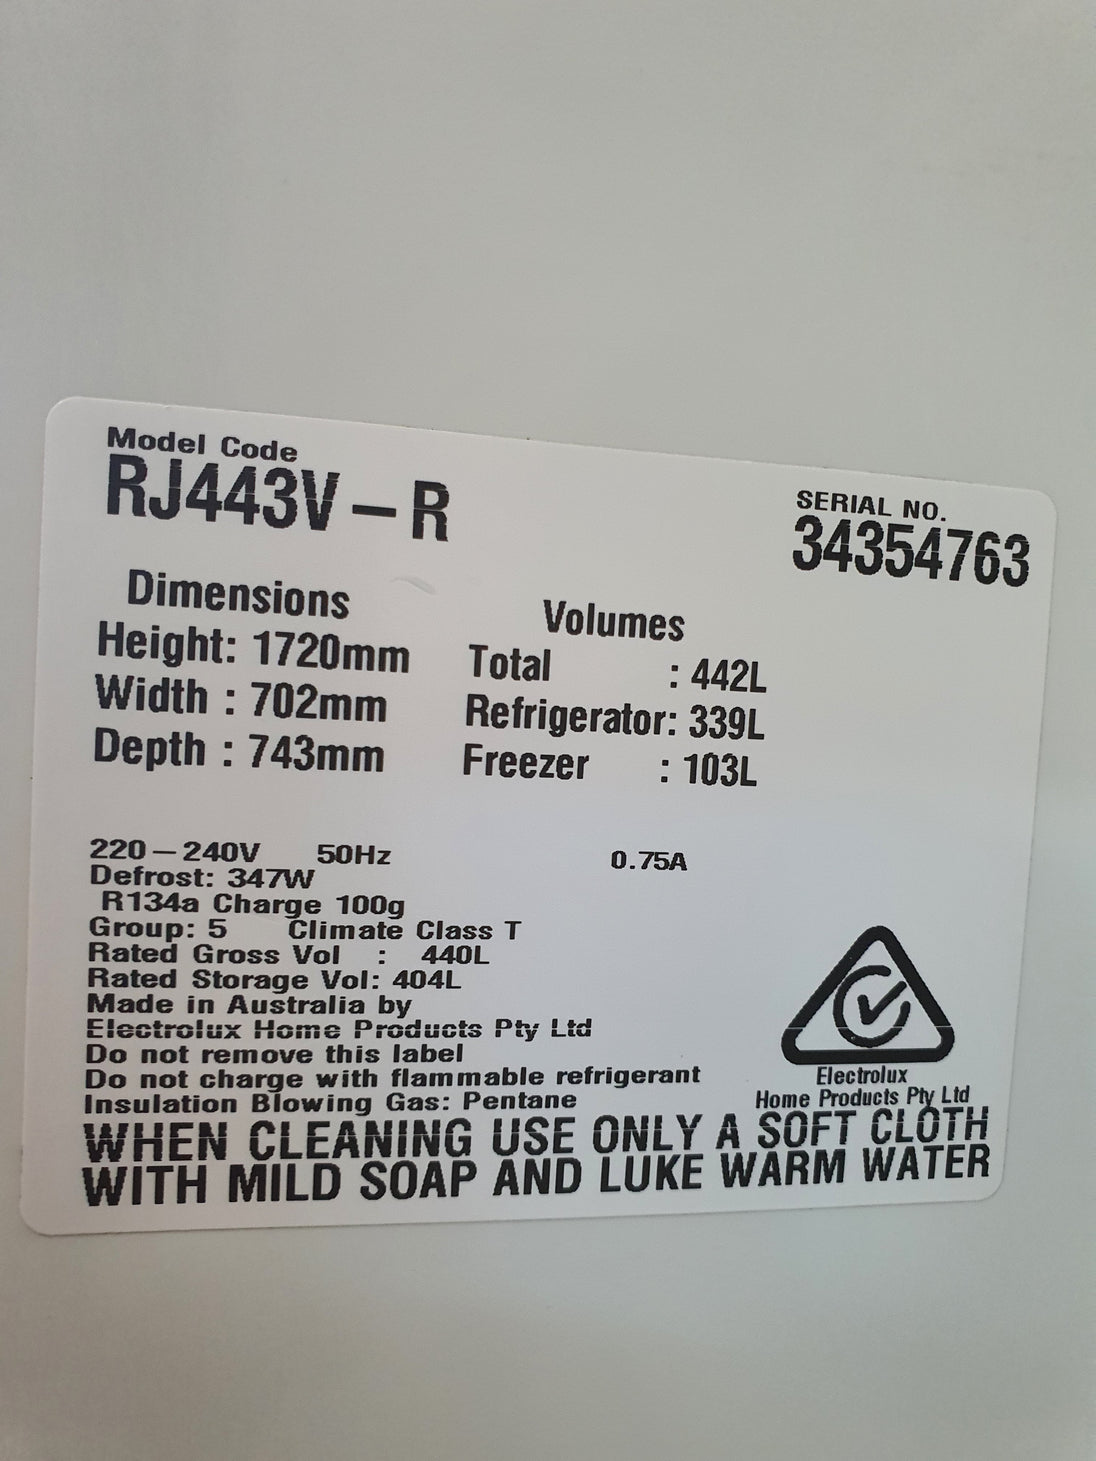 Model Code
RJ443V-R
SERIAL NO.
34354763
Dimensions
Height: 1720mm
Width : 702mm
Depth : 743mm
Volumes
Total : 442L
Refrigerator: 339L
Freezer : 103L
220-240V 50Hz 0.75A
Defrost: 347W
R134a Charge 100g
Group: 5 Climate Class T
Rated Gross Vol : 440L
Rated Storage Vol: 404L
Made in Australia by
Electrolux Home Products Pty Ltd
Do not remove this label
Do not charge with flammable refrigerant
Insulation Blowing Gas: Pentane
Electrolux
Home Products Pty Ltd
WHEN CLEANING USE ONLY A SOFT CLOTH
WITH MILD SOAP AND LUKE WARM WATER